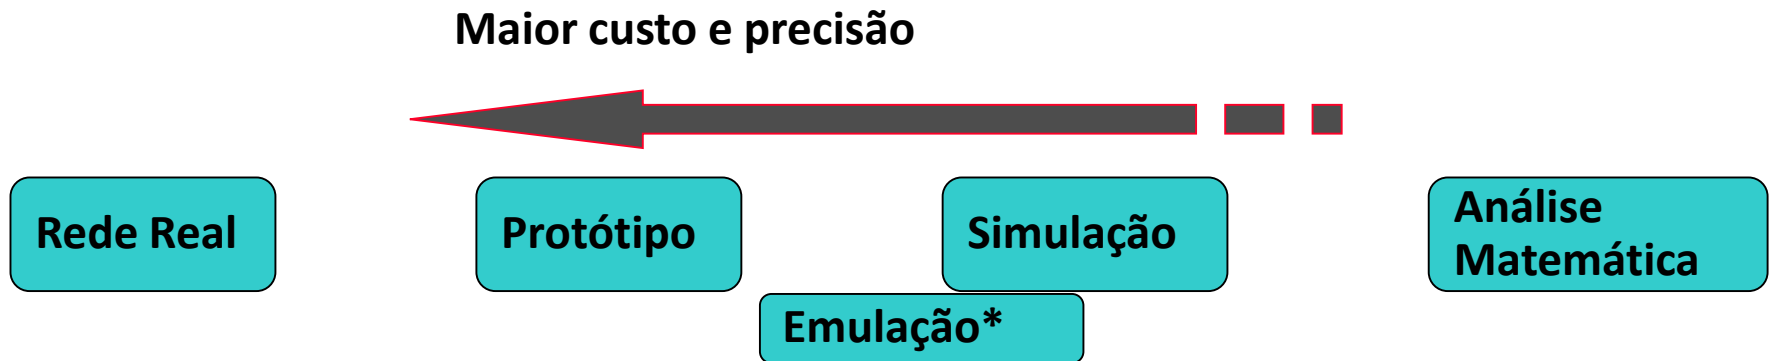 Maior custo e precisão
Rede Real
Protótipo
Simulação
Análise
Matemática
Emulação*